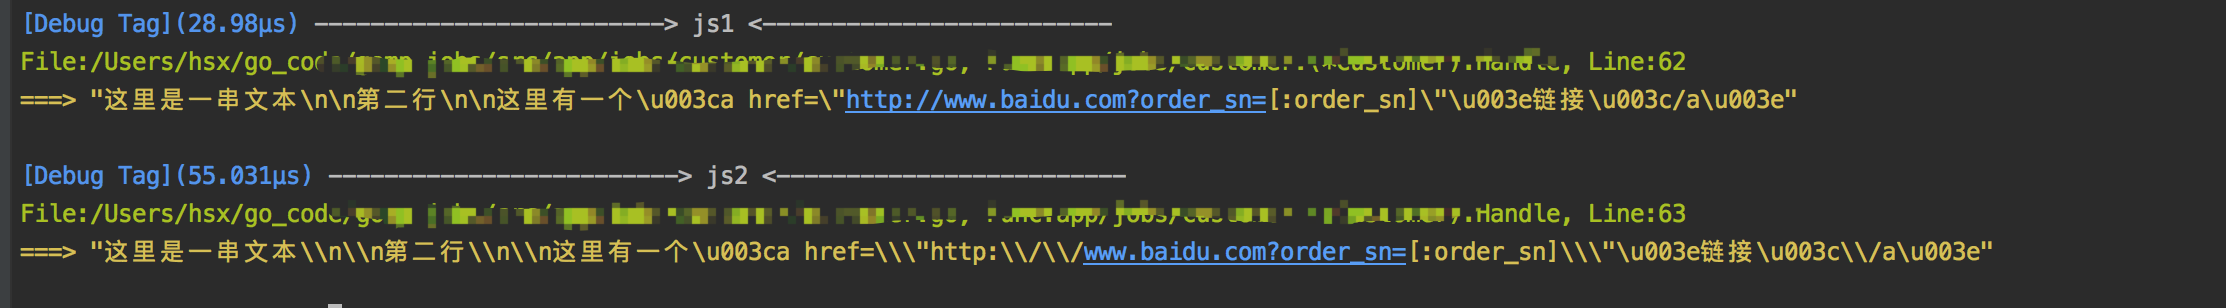 [Debug Tag](28.98µs) -------------------------> js1 <-------------------------
File:/Users/hsx/go_code/ Handle, Line:62
===> "这里是一串文本\n\n第二行\n\n这里有一个\u003ca href=\"http://www.baidu.com?order_sn=[:order_sn]\"\u003e链接\u003c/a\u003e"
[Debug Tag](55.031µs) -------------------------> js2 <-------------------------
File:/Users/hsx/go_code/ .Handle, Line:63
===> "这里是一串文本\\n\\n第二行\\n\\n这里有一个\u003ca href=\\\"http:\\/\\/www.baidu.com?order_sn=[:order_sn]\\\"\u003e链接\u003c\\/a\u003e"